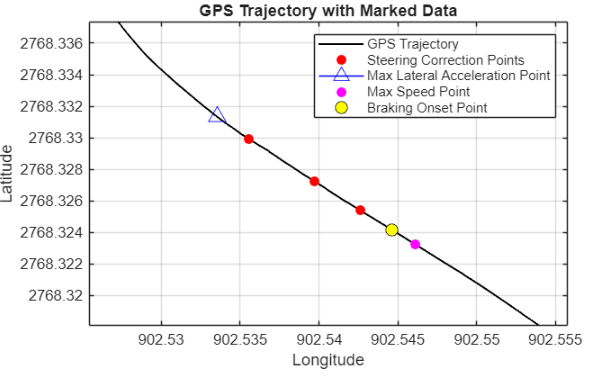 GPS Trajectory with Marked Data
GPS Trajectory
Steering Correction Points
Max Lateral Acceleration Point
Max Speed Point
Braking Onset Point
Latitude
2768.336
2768.334
2768.332
2768.33
2768.328
2768.326
2768.324
2768.322
2768.32
902.53
902.535
902.54
902.545
902.55
902.555
Longitude